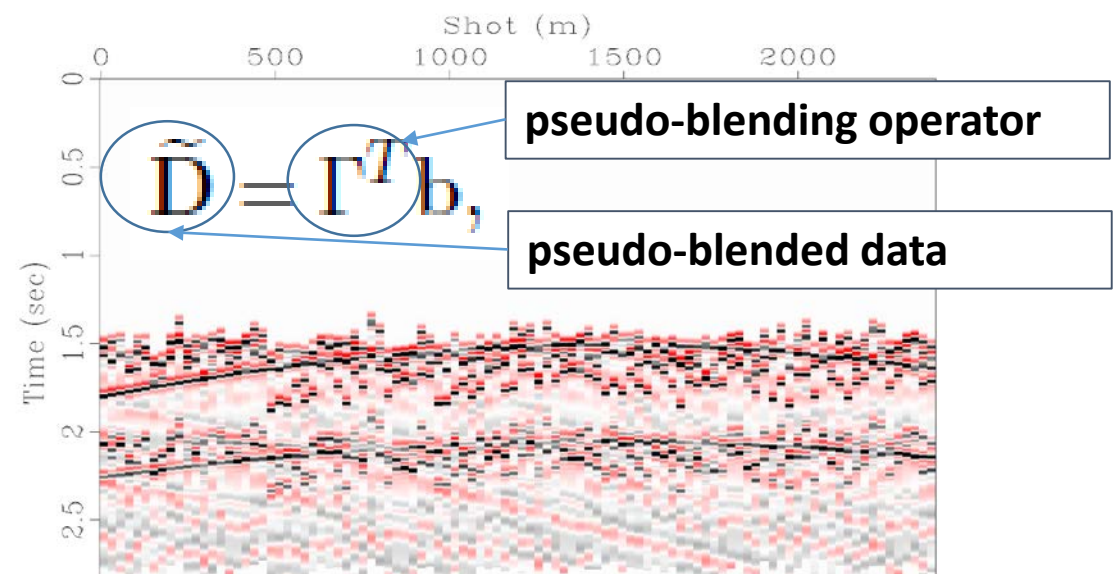 Shot (m)
0 500 1000 1500 2000
0
0.5
1
1.5
2
2.5
Time (sec)
D̃ = Γᵀb,
pseudo-blending operator
pseudo-blended data